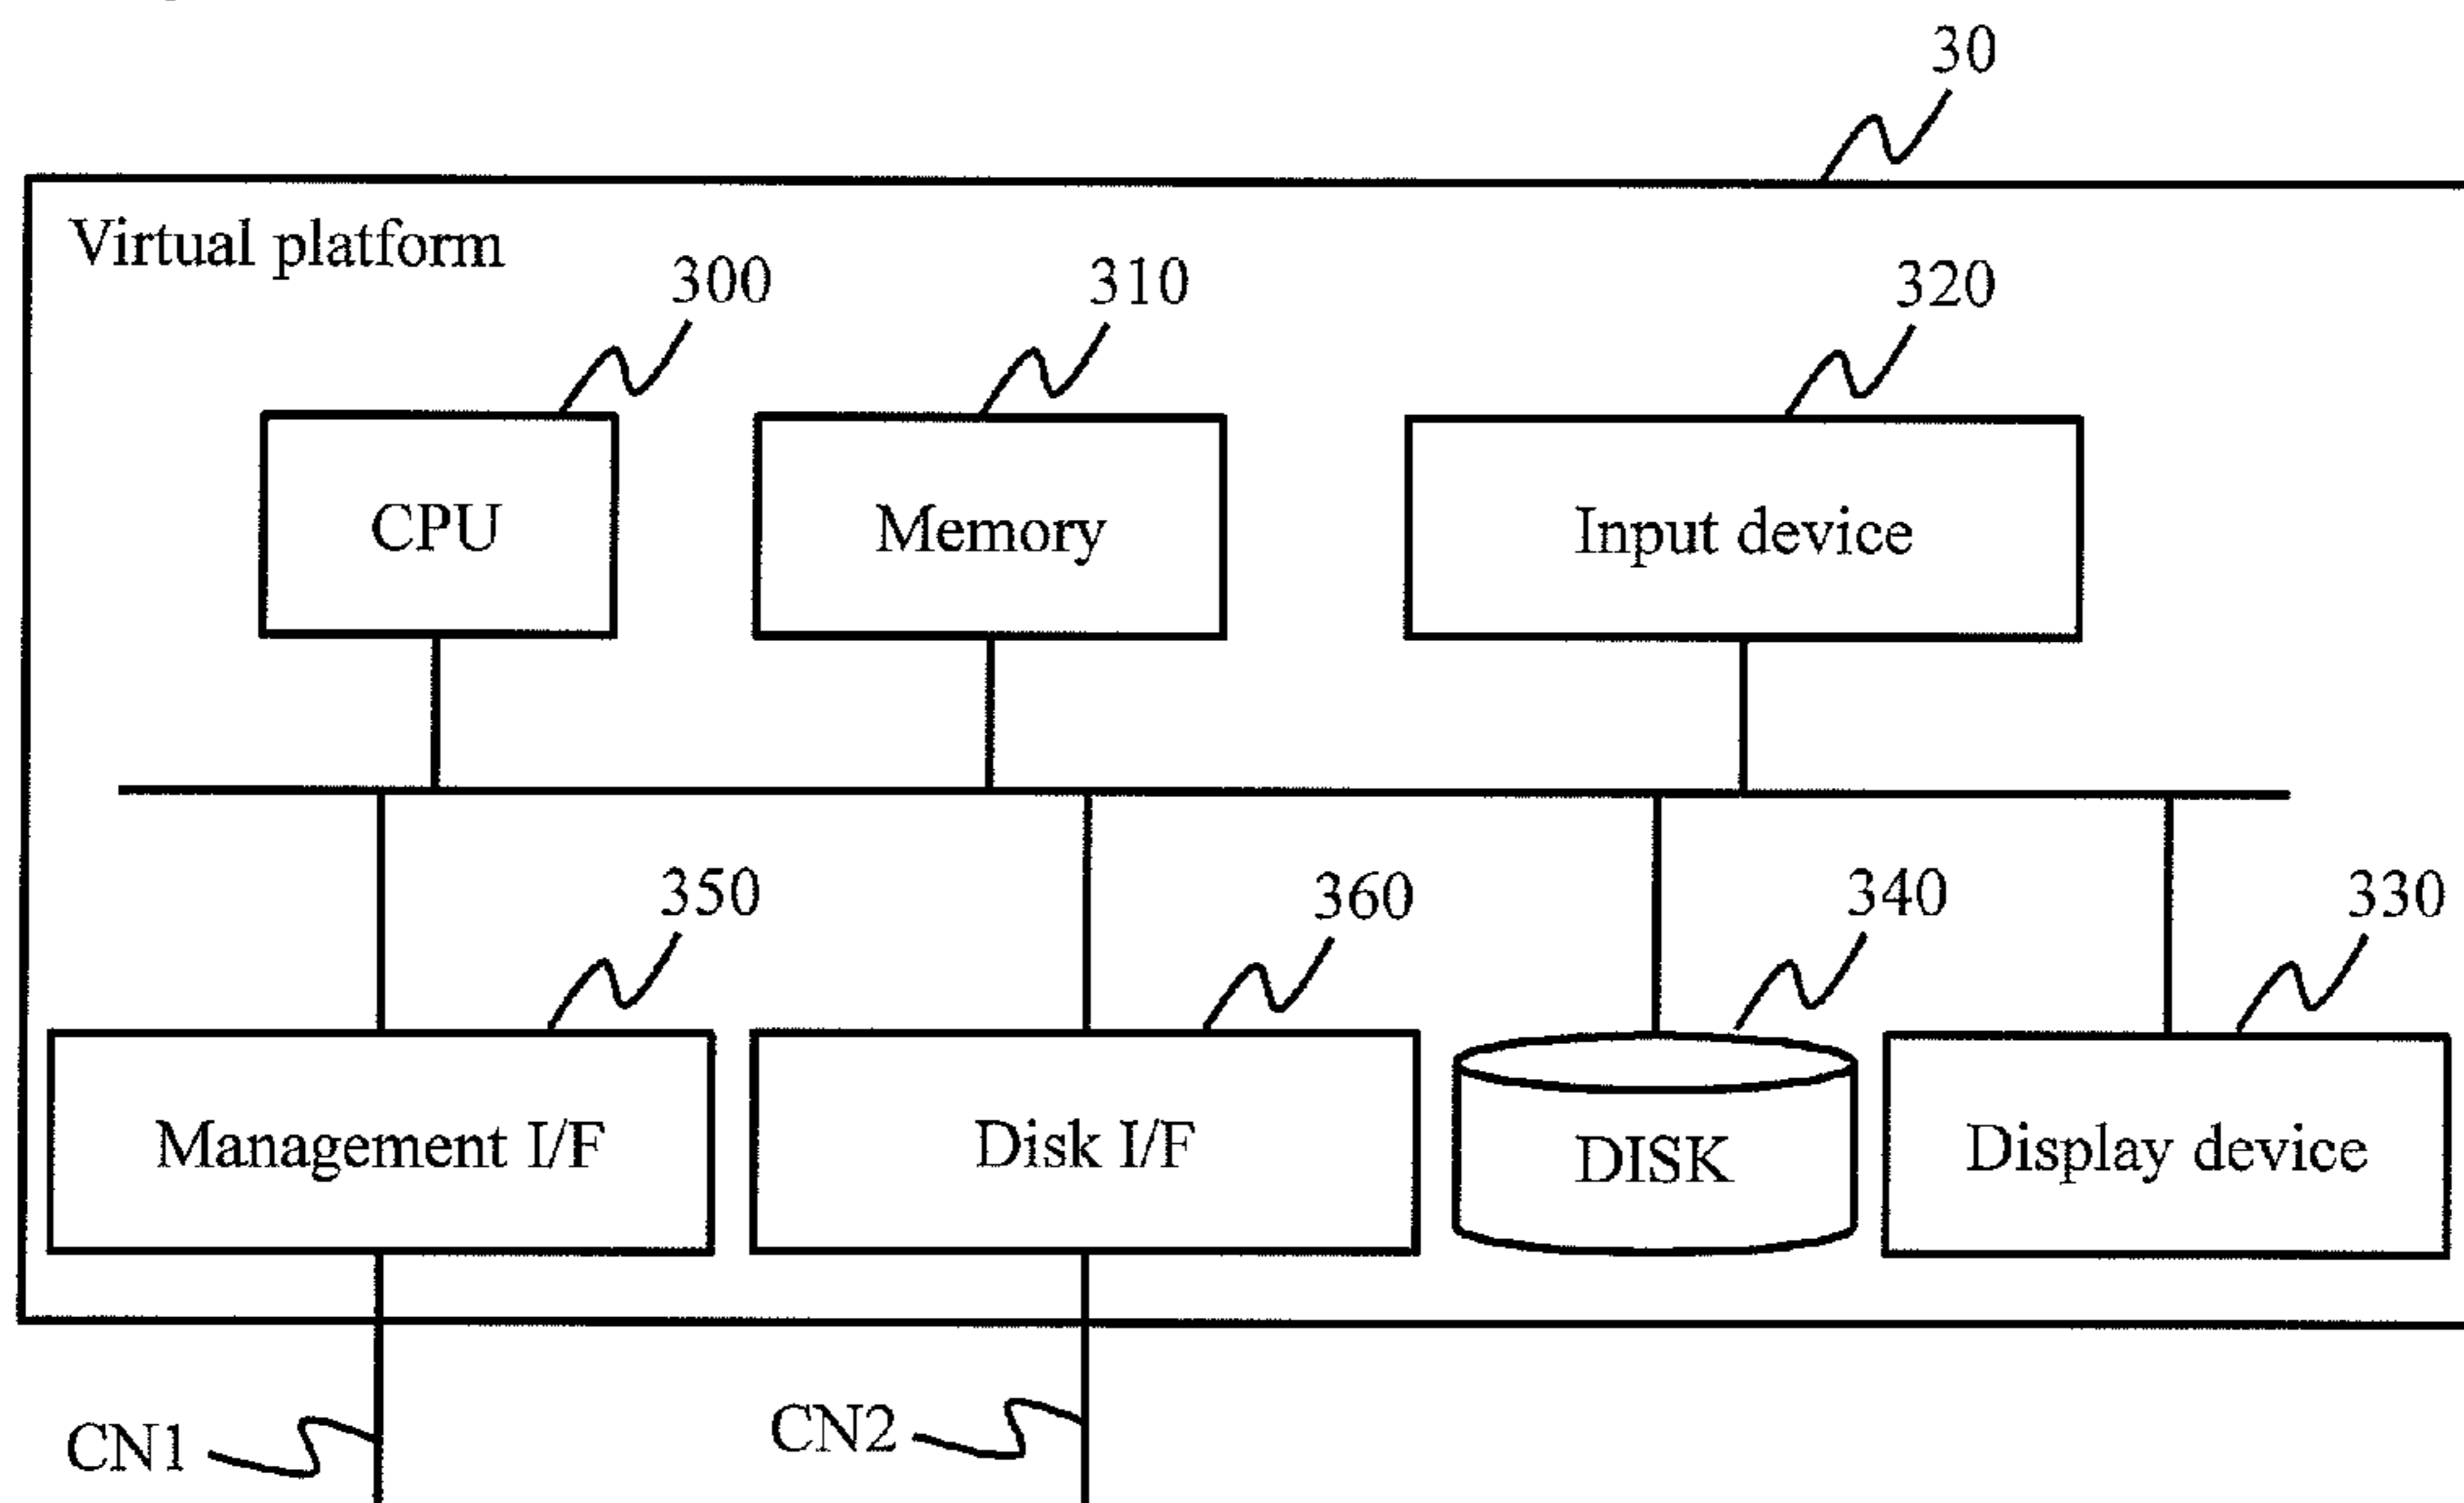 30
Virtual platform
300
310
320
CPU
Memory
Input device
350
360
340
330
Management I/F
Disk I/F
DISK
Display device
CN1
CN2